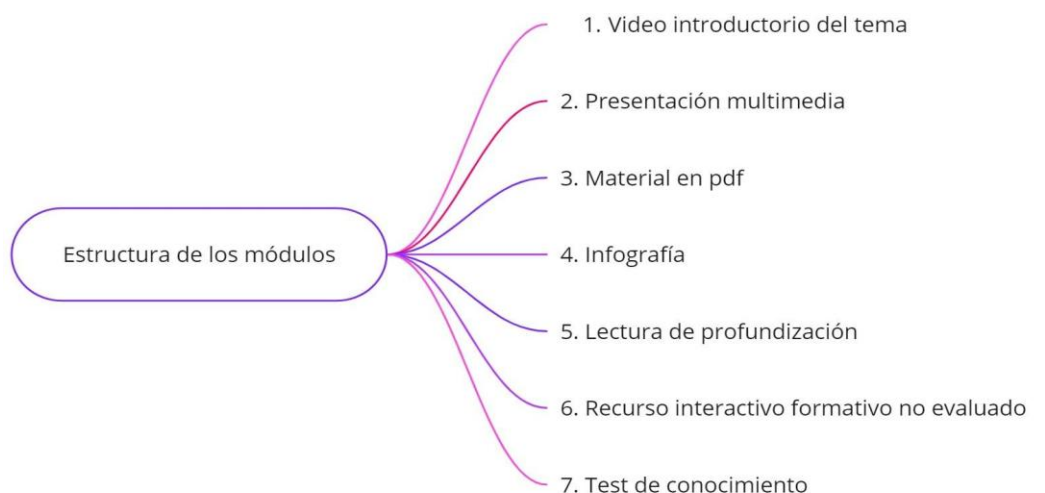 Estructura de los módulos
1. Video introductorio del tema
2. Presentación multimedia
3. Material en pdf
4. Infografía
5. Lectura de profundización
6. Recurso interactivo formativo no evaluado
7. Test de conocimiento